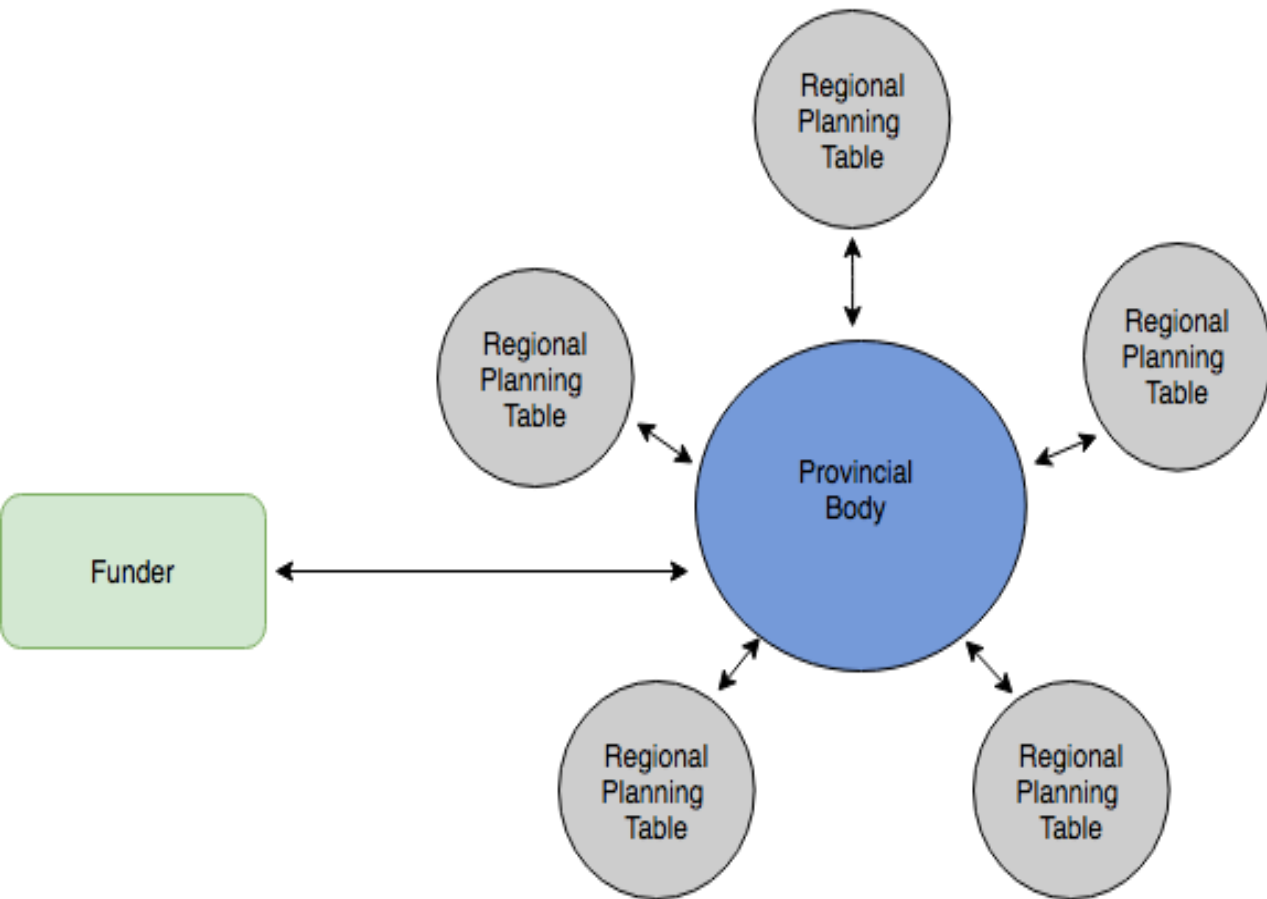 Regional
Planning
Table
Regional
Planning
Table
Regional
Planning
Table
Provincial
Body
Funder
Regional
Planning
Table
Regional
Planning
Table